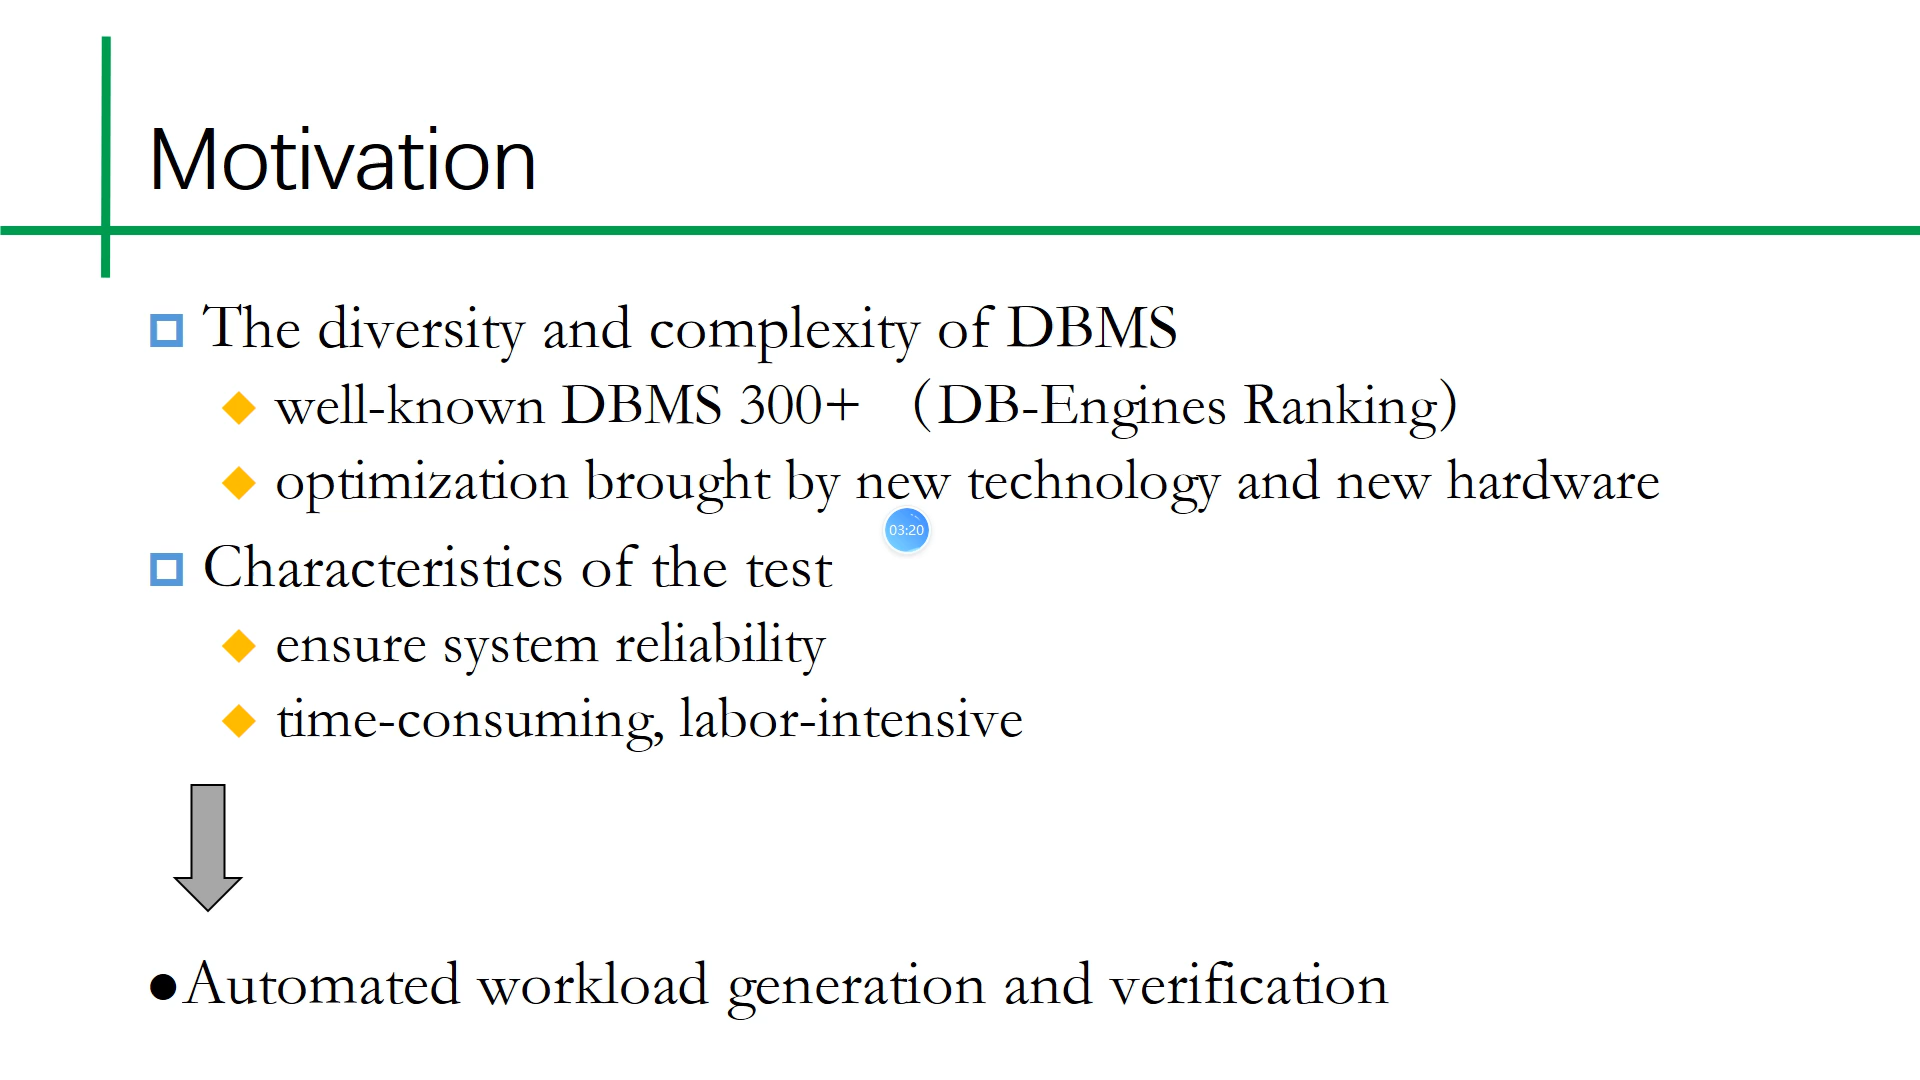 Motivation
The diversity and complexity of DBMS
well-known DBMS 300+ （DB-Engines Ranking）
optimization brought by new technology and new hardware
03:20
Characteristics of the test
ensure system reliability
time-consuming, labor-intensive
●Automated workload generation and verification